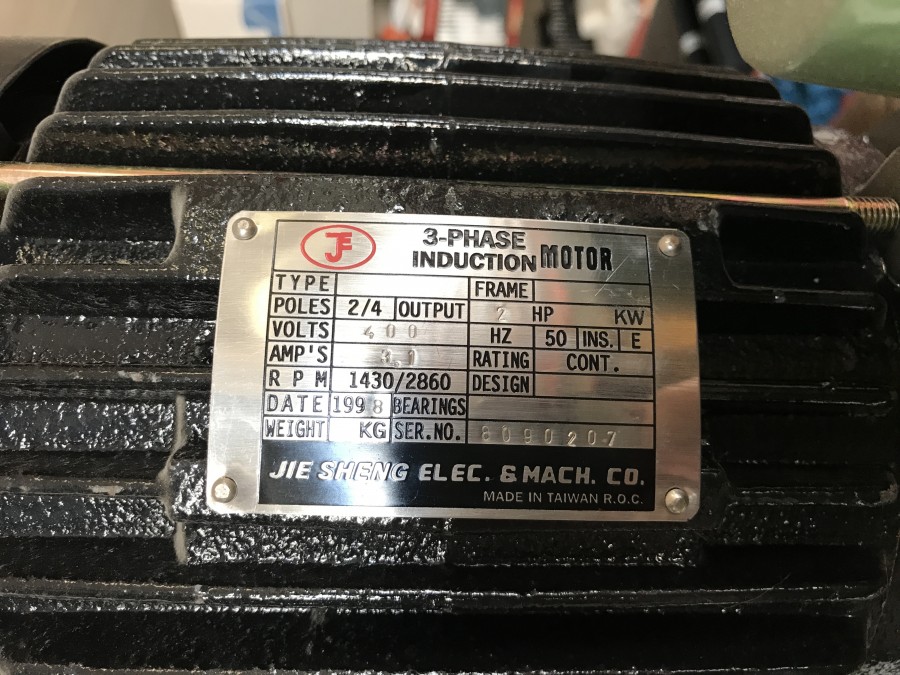 JE
3-PHASE
INDUCTION MOTOR
TYPE FRAME
POLES 2/4 OUTPUT 2 HP KW
VOLTS 400 HZ 50 INS. E
AMP'S RATING CONT.
RPM 1430/2860 DESIGN
DATE 1998 BEARINGS
WEIGHT KG SER.NO. 8090207
JIE SHENG ELEC. & MACH. CO.
MADE IN TAIWAN R.O.C.